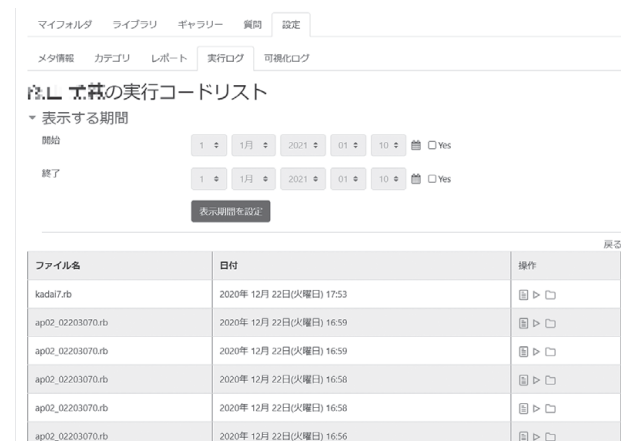 マイフォルダ ライブラリ ギャラリー 質問 設定
メタ情報 カテゴリ レポート 実行ログ 可視化ログ
の実行コードリスト
表示する期間
開始 1 1月 2021 01 10 Yes
終了 1 1月 2021 01 10 Yes
表示期間を設定
戻る
ファイル名 日付 操作
kadai7.rb 2020年 12月 22日(火曜日) 17:53
ap02_02203070.rb 2020年 12月 22日(火曜日) 16:59
ap02_02203070.rb 2020年 12月 22日(火曜日) 16:59
ap02_02203070.rb 2020年 12月 22日(火曜日) 16:58
ap02_02203070.rb 2020年 12月 22日(火曜日) 16:58
ap02_02203070.rb 2020年 12月 22日(火曜日) 16:56